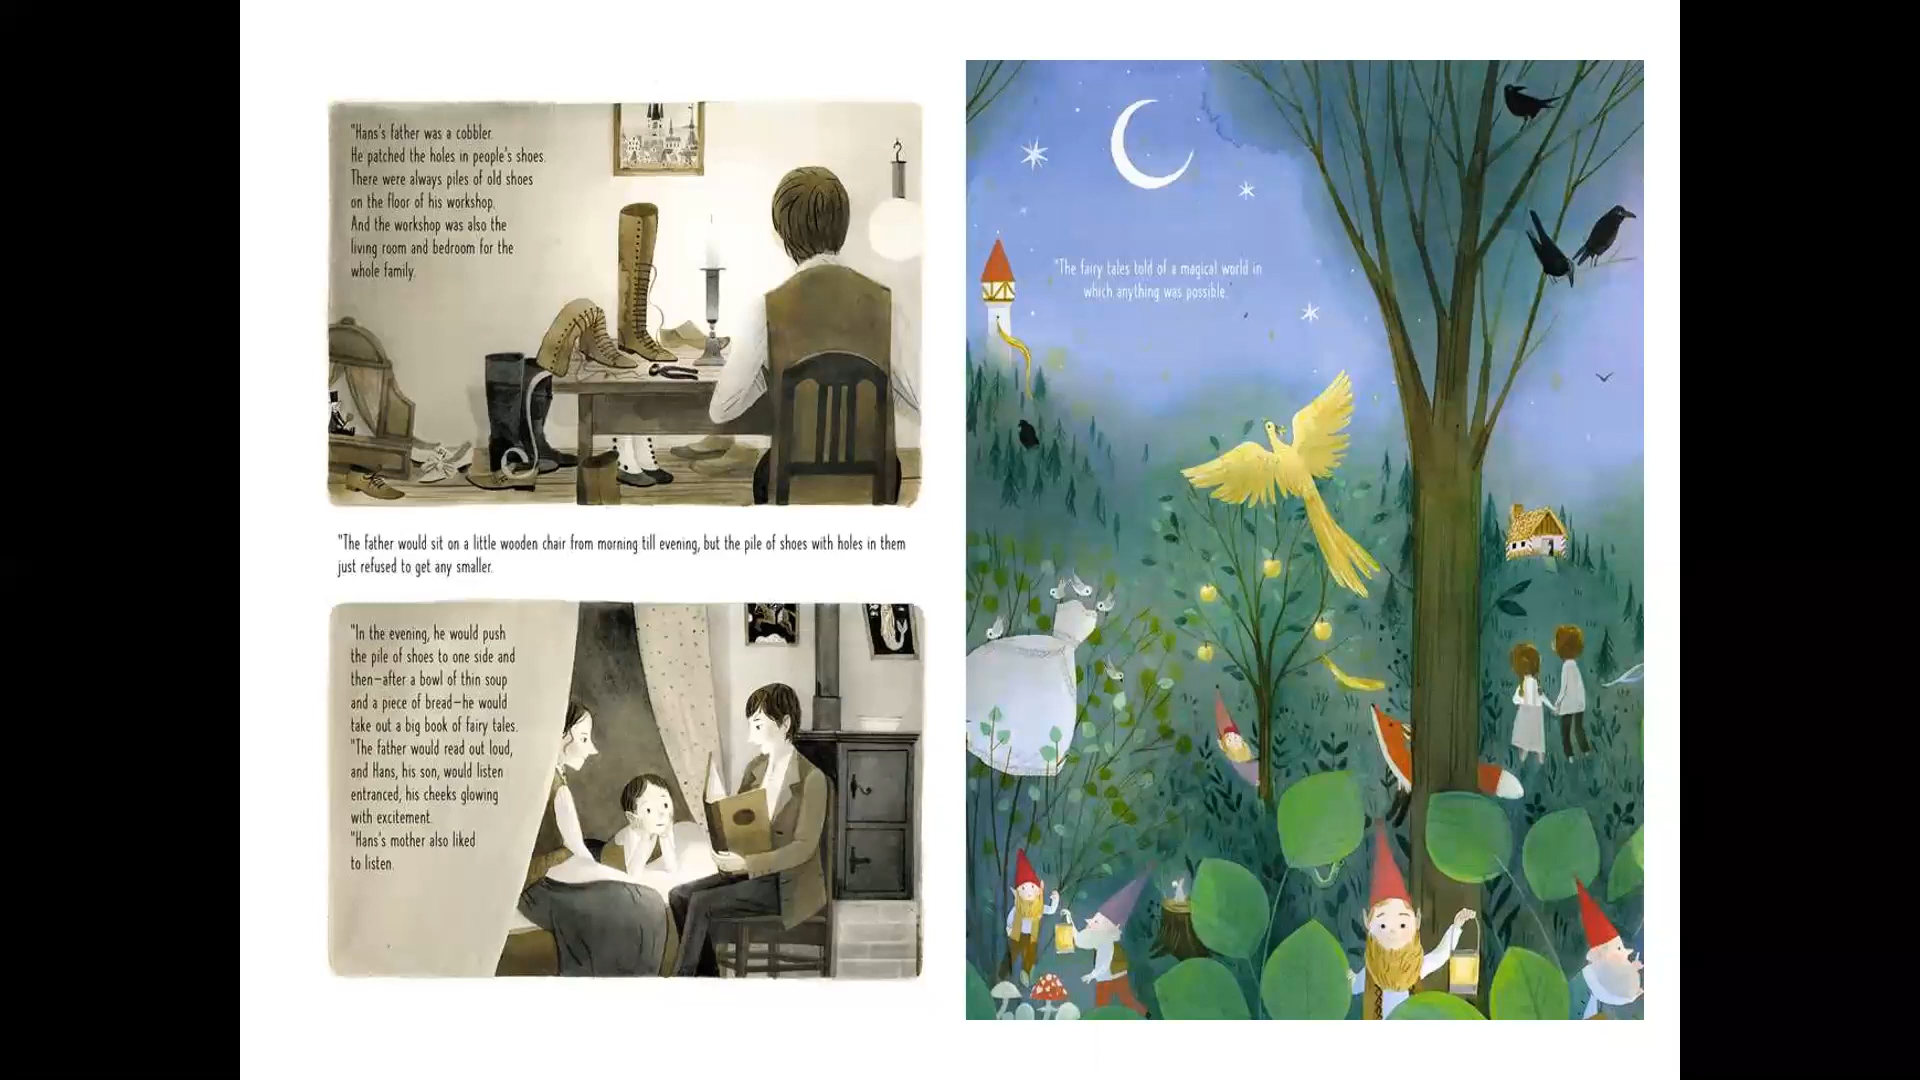 "Hans's father was a cobbler.
He patched the holes in people's shoes.
There were always piles of old shoes
on the floor of his workshop.
And the workshop was also the
living room and bedroom for the
whole family.
"The father would sit on a little wooden chair from morning till evening, but the pile of shoes with holes in them
just refused to get any smaller.
"In the evening, he would push
the pile of shoes to one side and
then—after a bowl of thin soup
and a piece of bread—he would
take out a big book of fairy tales.
"The father would read out loud,
and Hans, his son, would listen
entranced, his cheeks glowing
with excitement.
"Hans's mother also liked
to listen.
"The fairy tales told of a magical world in
which anything was possible."